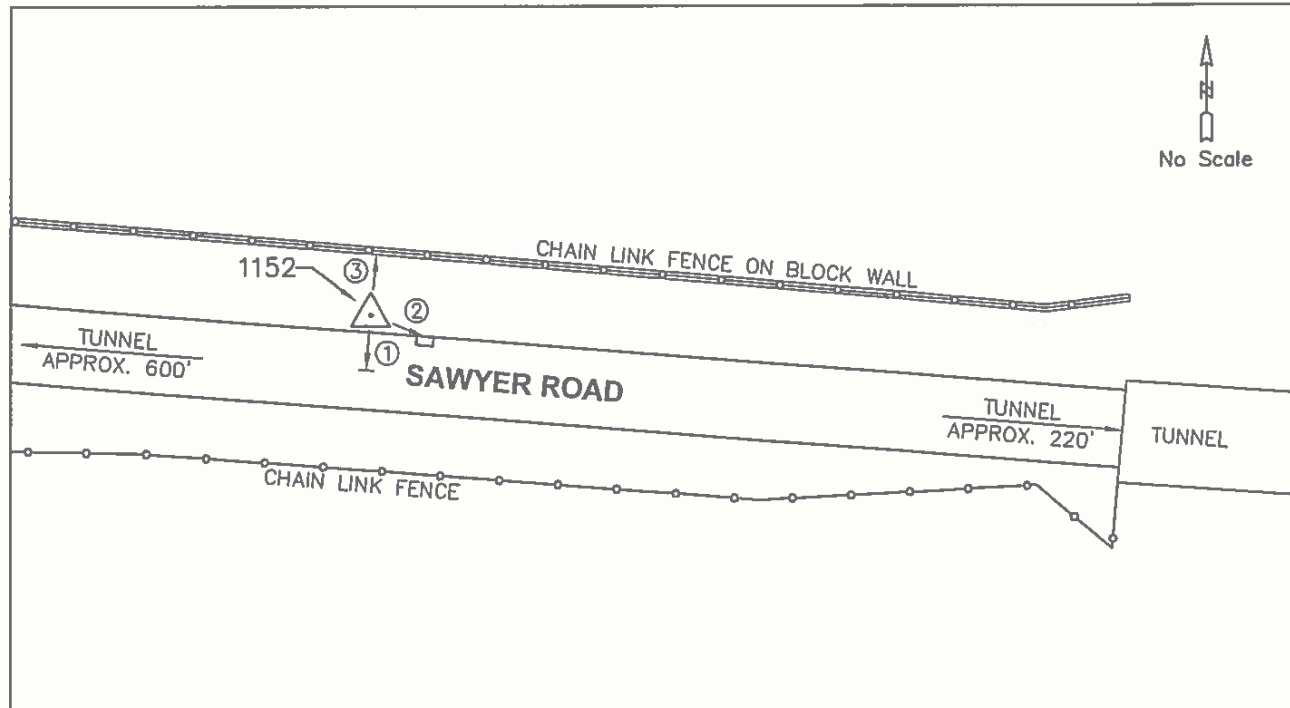 N
No Scale
CHAIN LINK FENCE ON BLOCK WALL
1152
③
②
①
TUNNEL
APPROX. 600'
SAWYER ROAD
TUNNEL
APPROX. 220'
TUNNEL
CHAIN LINK FENCE